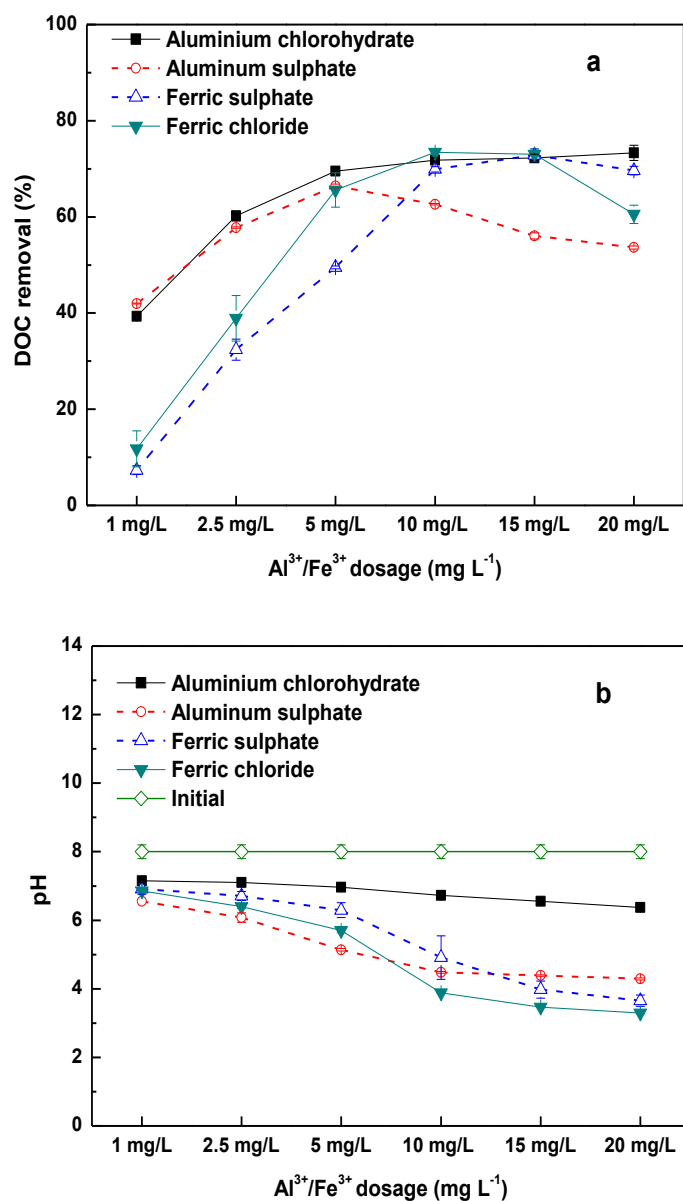 100
80
60
40
20
0
DOC removal (%)
Aluminium chlorohydrate
Aluminum sulphate
Ferric sulphate
Ferric chloride
a
1 mg/L 2.5 mg/L 5 mg/L 10 mg/L 15 mg/L 20 mg/L
Al³⁺/Fe³⁺ dosage (mg L⁻¹)
14
12
10
8
6
4
2
0
pH
Aluminium chlorohydrate
Aluminum sulphate
Ferric sulphate
Ferric chloride
Initial
b
1 mg/L 2.5 mg/L 5 mg/L 10 mg/L 15 mg/L 20 mg/L
Al³⁺/Fe³⁺ dosage (mg L⁻¹)